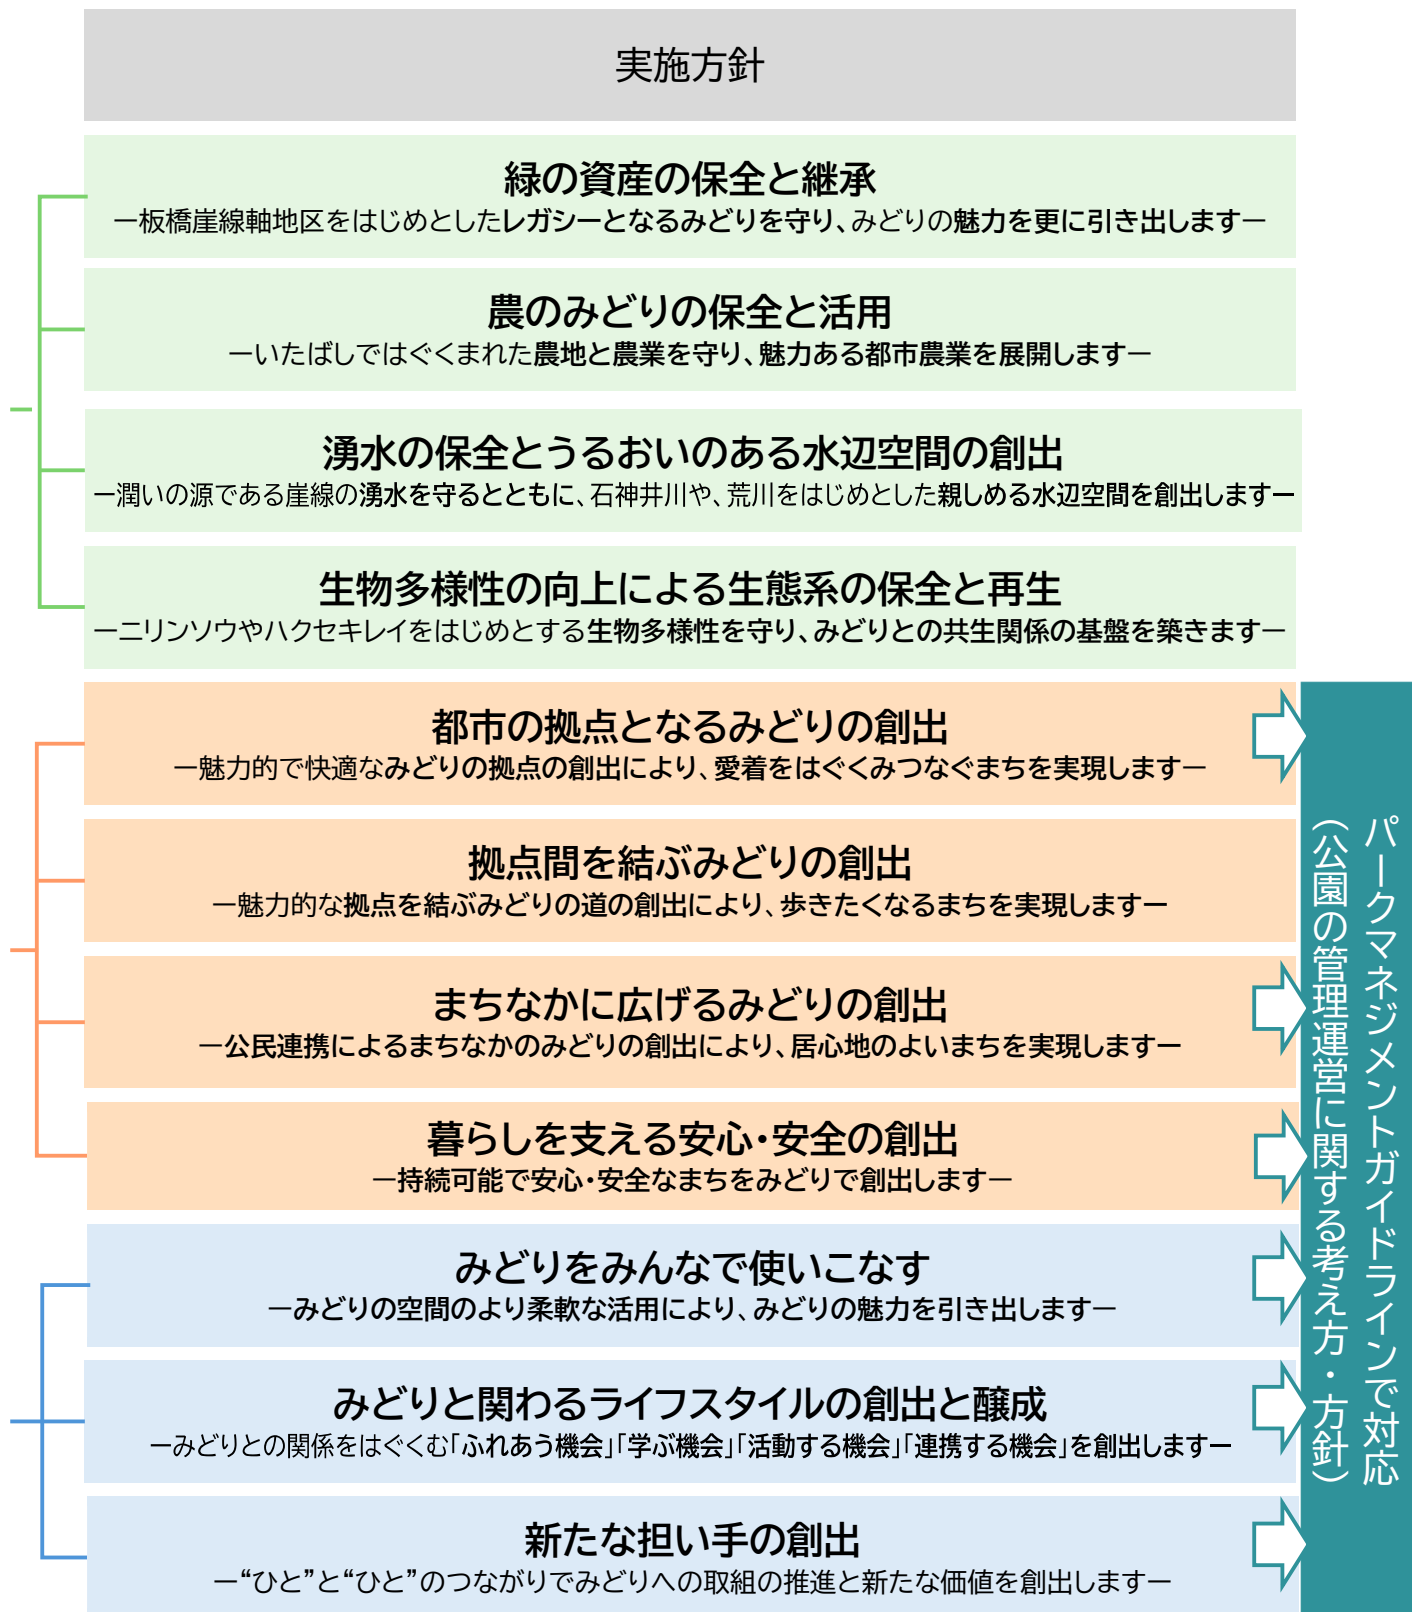 実施方針
緑の資産の保全と継承
ー板橋崖線軸地区をはじめとしたレガシーとなるみどりを守り、みどりの魅力を更に引き出しますー
農のみどりの保全と活用
ーいたばしではぐくまれた農地と農業を守り、魅力ある都市農業を展開しますー
湧水の保全とうるおいのある水辺空間の創出
ー潤いの源である崖線の湧水を守るとともに、石神井川や、荒川をはじめとした親しめる水辺空間を創出しますー
生物多様性の向上による生態系の保全と再生
ーニリンソウやハクセキレイをはじめとする生物多様性を守り、みどりとの共生関係の基盤を築きますー
都市の拠点となるみどりの創出
ー魅力的で快適なみどりの拠点の創出により、愛着をはぐくみつなぐまちを実現しますー
拠点間を結ぶみどりの創出
ー魅力的な拠点を結ぶみどりの道の創出により、歩きたくなるまちを実現しますー
まちなかに広げるみどりの創出
ー公民連携によるまちなかのみどりの創出により、居心地のよいまちを実現しますー
暮らしを支える安心・安全の創出
ー持続可能で安心・安全なまちをみどりで創出しますー
みどりをみんなで使いこなす
ーみどりの空間のより柔軟な活用により、みどりの魅力を引き出しますー
みどりと関わるライフスタイルの創出と醸成
ーみどりとの関係をはぐくむ「ふれあう機会」「学ぶ機会」「活動する機会」「連携する機会」を創出しますー
新たな担い手の創出
ー“ひと”と“ひと”のつながりでみどりへの取組の推進と新たな価値を創出しますー
パークマネジメントガイドラインで対応
（公園の管理運営に関する考え方・方針）